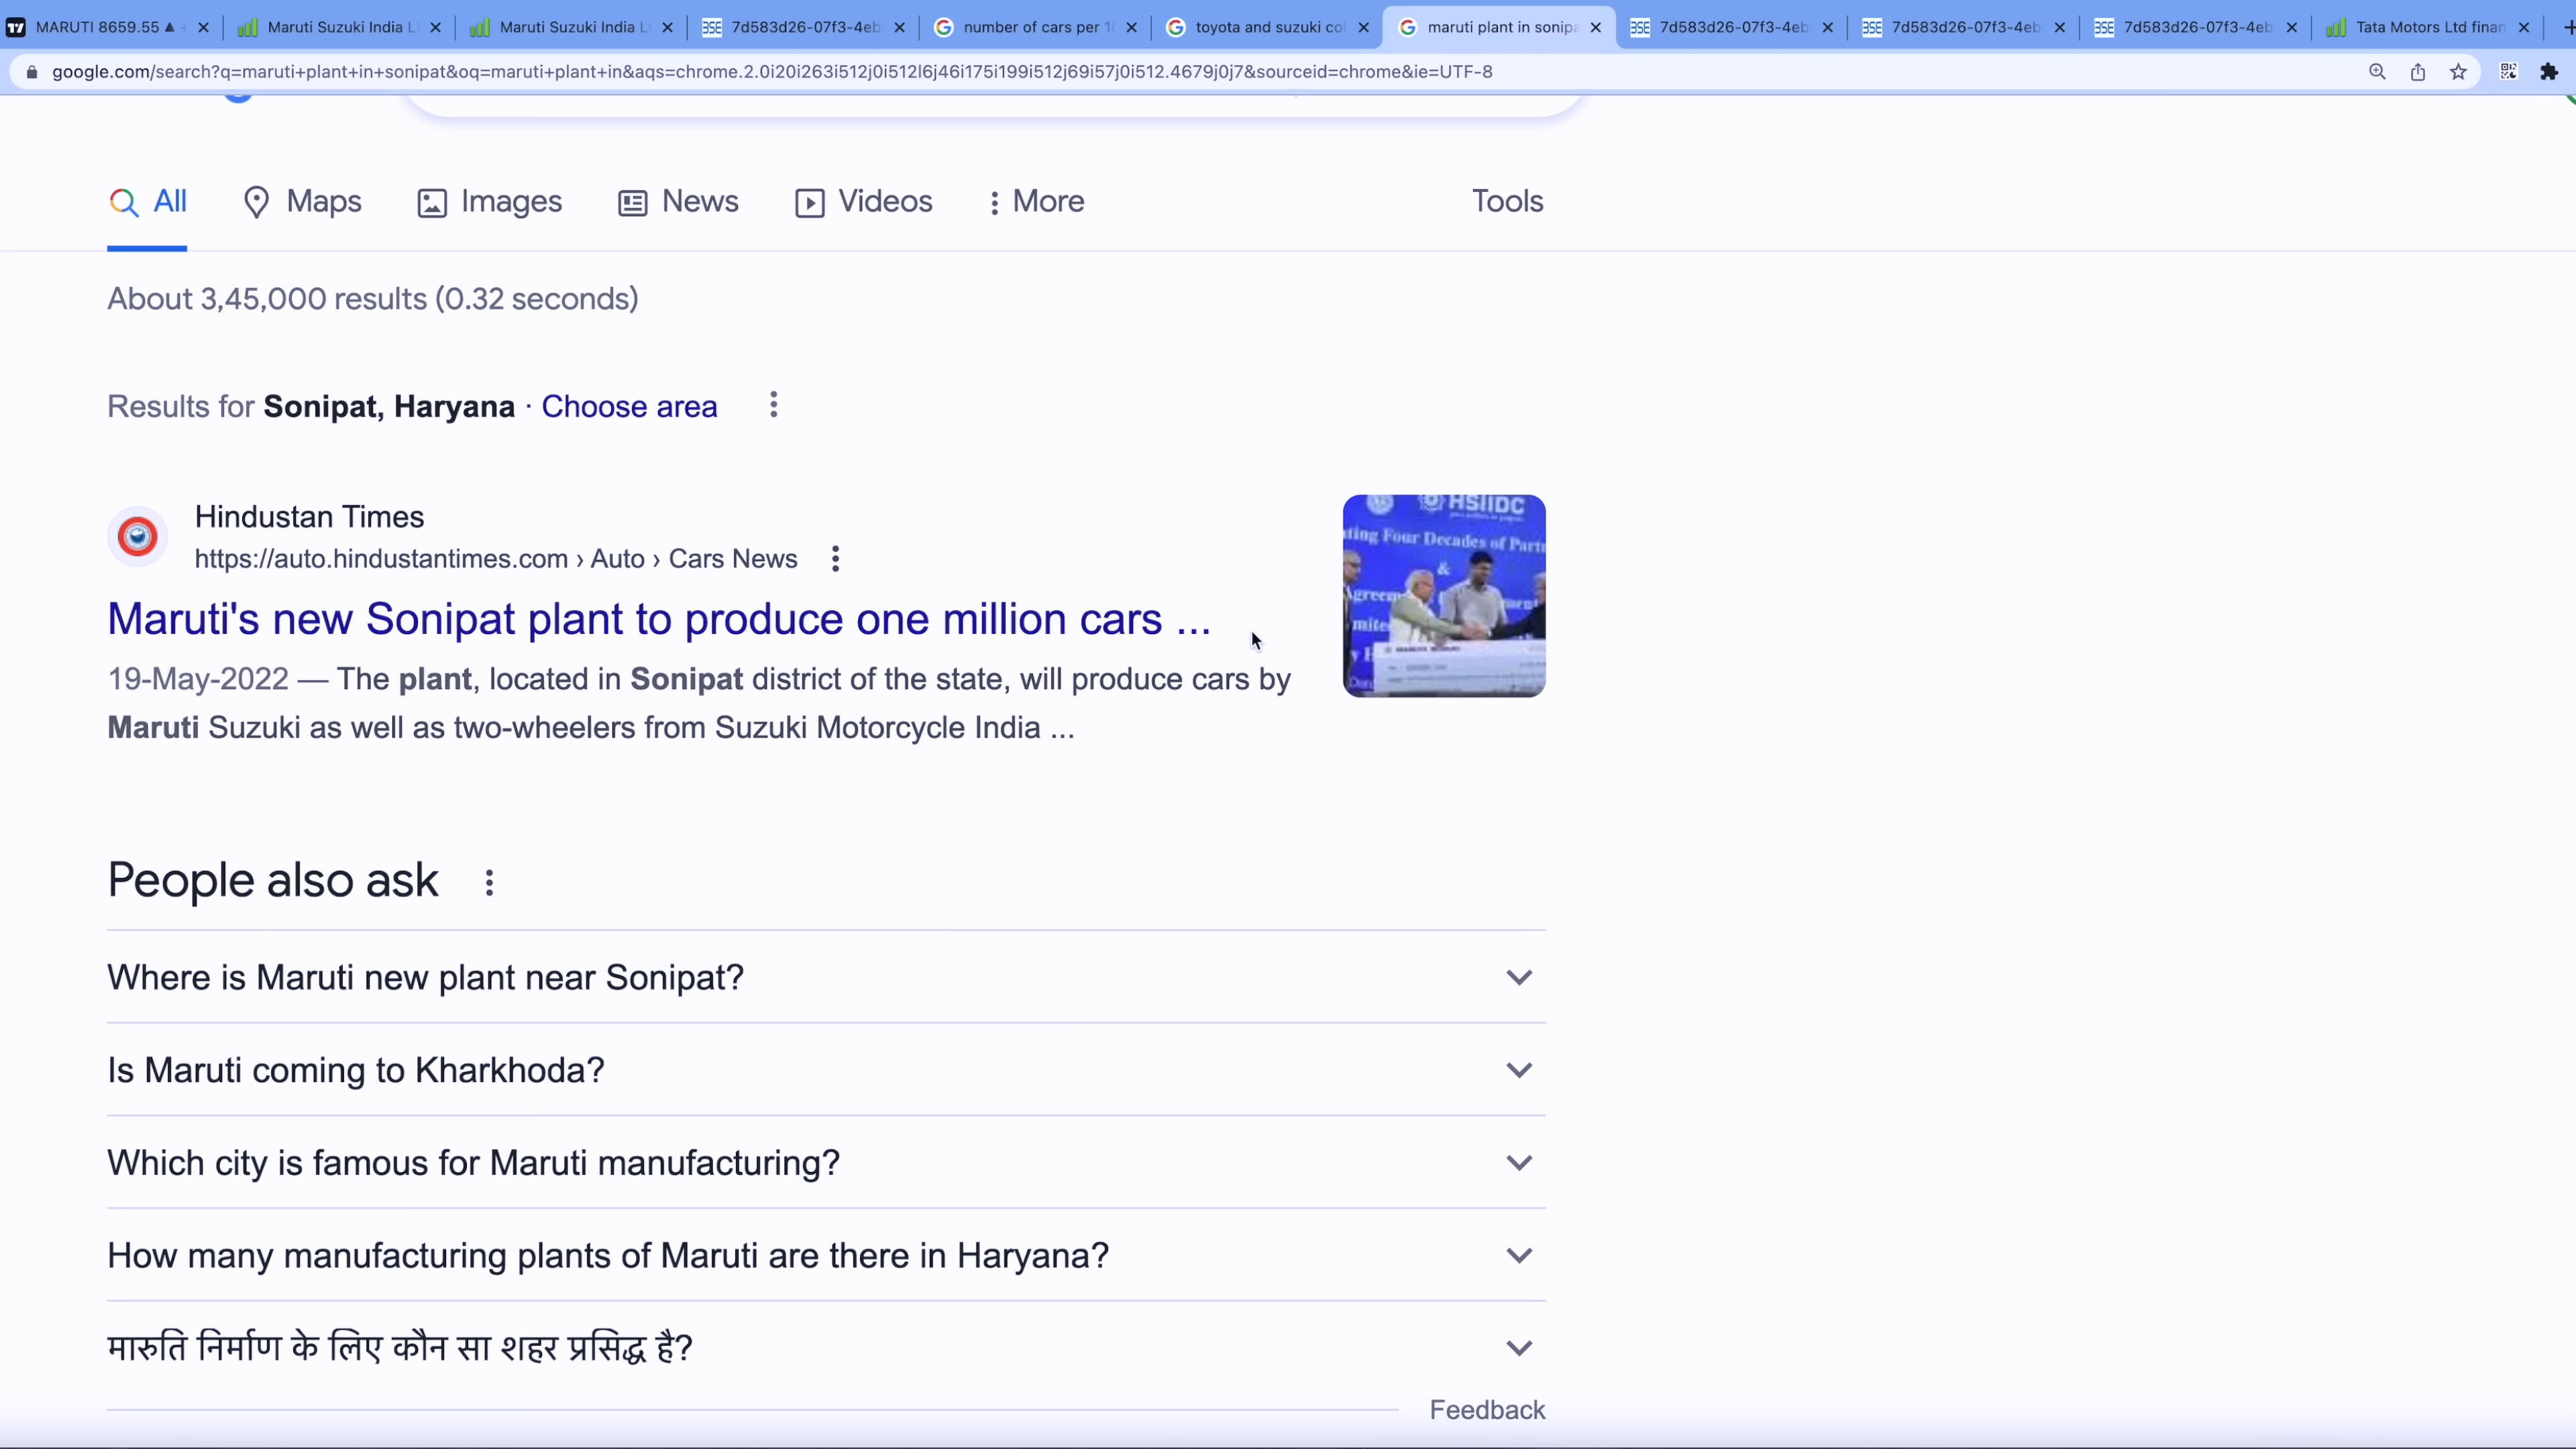 MARUTI 8659.55 ▲
Maruti Suzuki India L
Maruti Suzuki India L
7d583d26-07f3-4eb
number of cars per 1
toyota and suzuki co
maruti plant in sonip
7d583d26-07f3-4eb
7d583d26-07f3-4eb
7d583d26-07f3-4eb
Tata Motors Ltd finan
google.com/search?q=maruti+plant+in+sonipat&oq=maruti+plant+in&aqs=chrome.2.0i20i263i512j0i512l6j46i175i199i512j69i57j0i512.4679j0j7&sourceid=chrome&ie=UTF-8
All Maps Images News Videos More Tools
About 3,45,000 results (0.32 seconds)
Results for Sonipat, Haryana · Choose area
Hindustan Times
https://auto.hindustantimes.com › Auto › Cars News
HSIIDC
ting Four Decades of Part
&
Maruti's new Sonipat plant to produce one million cars ...
19-May-2022 — The plant, located in Sonipat district of the state, will produce cars by
Maruti Suzuki as well as two-wheelers from Suzuki Motorcycle India ...
People also ask
Where is Maruti new plant near Sonipat?
Is Maruti coming to Kharkhoda?
Which city is famous for Maruti manufacturing?
How many manufacturing plants of Maruti are there in Haryana?
मारुति निर्माण के लिए कौन सा शहर प्रसिद्ध है?
Feedback